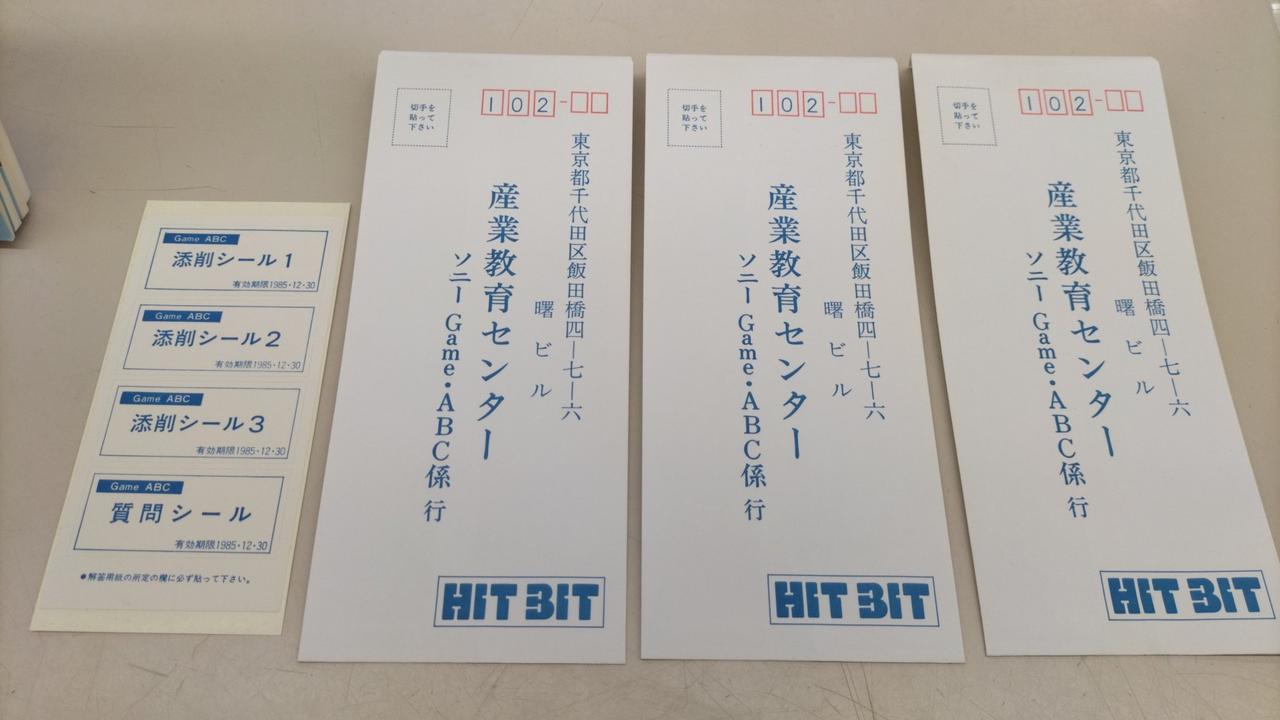 Game ABC
添削シール1
有効期限1985・12・30
Game ABC
添削シール2
有効期限1985・12・30
Game ABC
添削シール3
有効期限1985・12・30
Game ABC
質問シール
有効期限1985・12・30
●解答用紙の所定の欄に必ず貼って下さい。
切手を
貼って
下さい
102-
東京都千代田区飯田橋四―七―六
曙ビル
産業教育センター
ソニーGame・ABC係行
HIT BIT
切手を
貼って
下さい
102-
東京都千代田区飯田橋四―七―六
曙ビル
産業教育センター
ソニーGame・ABC係行
HIT BIT
切手を
貼って
下さい
102-
東京都千代田区飯田橋四―七―六
曙ビル
産業教育センター
ソニーGame・ABC係行
HIT BIT